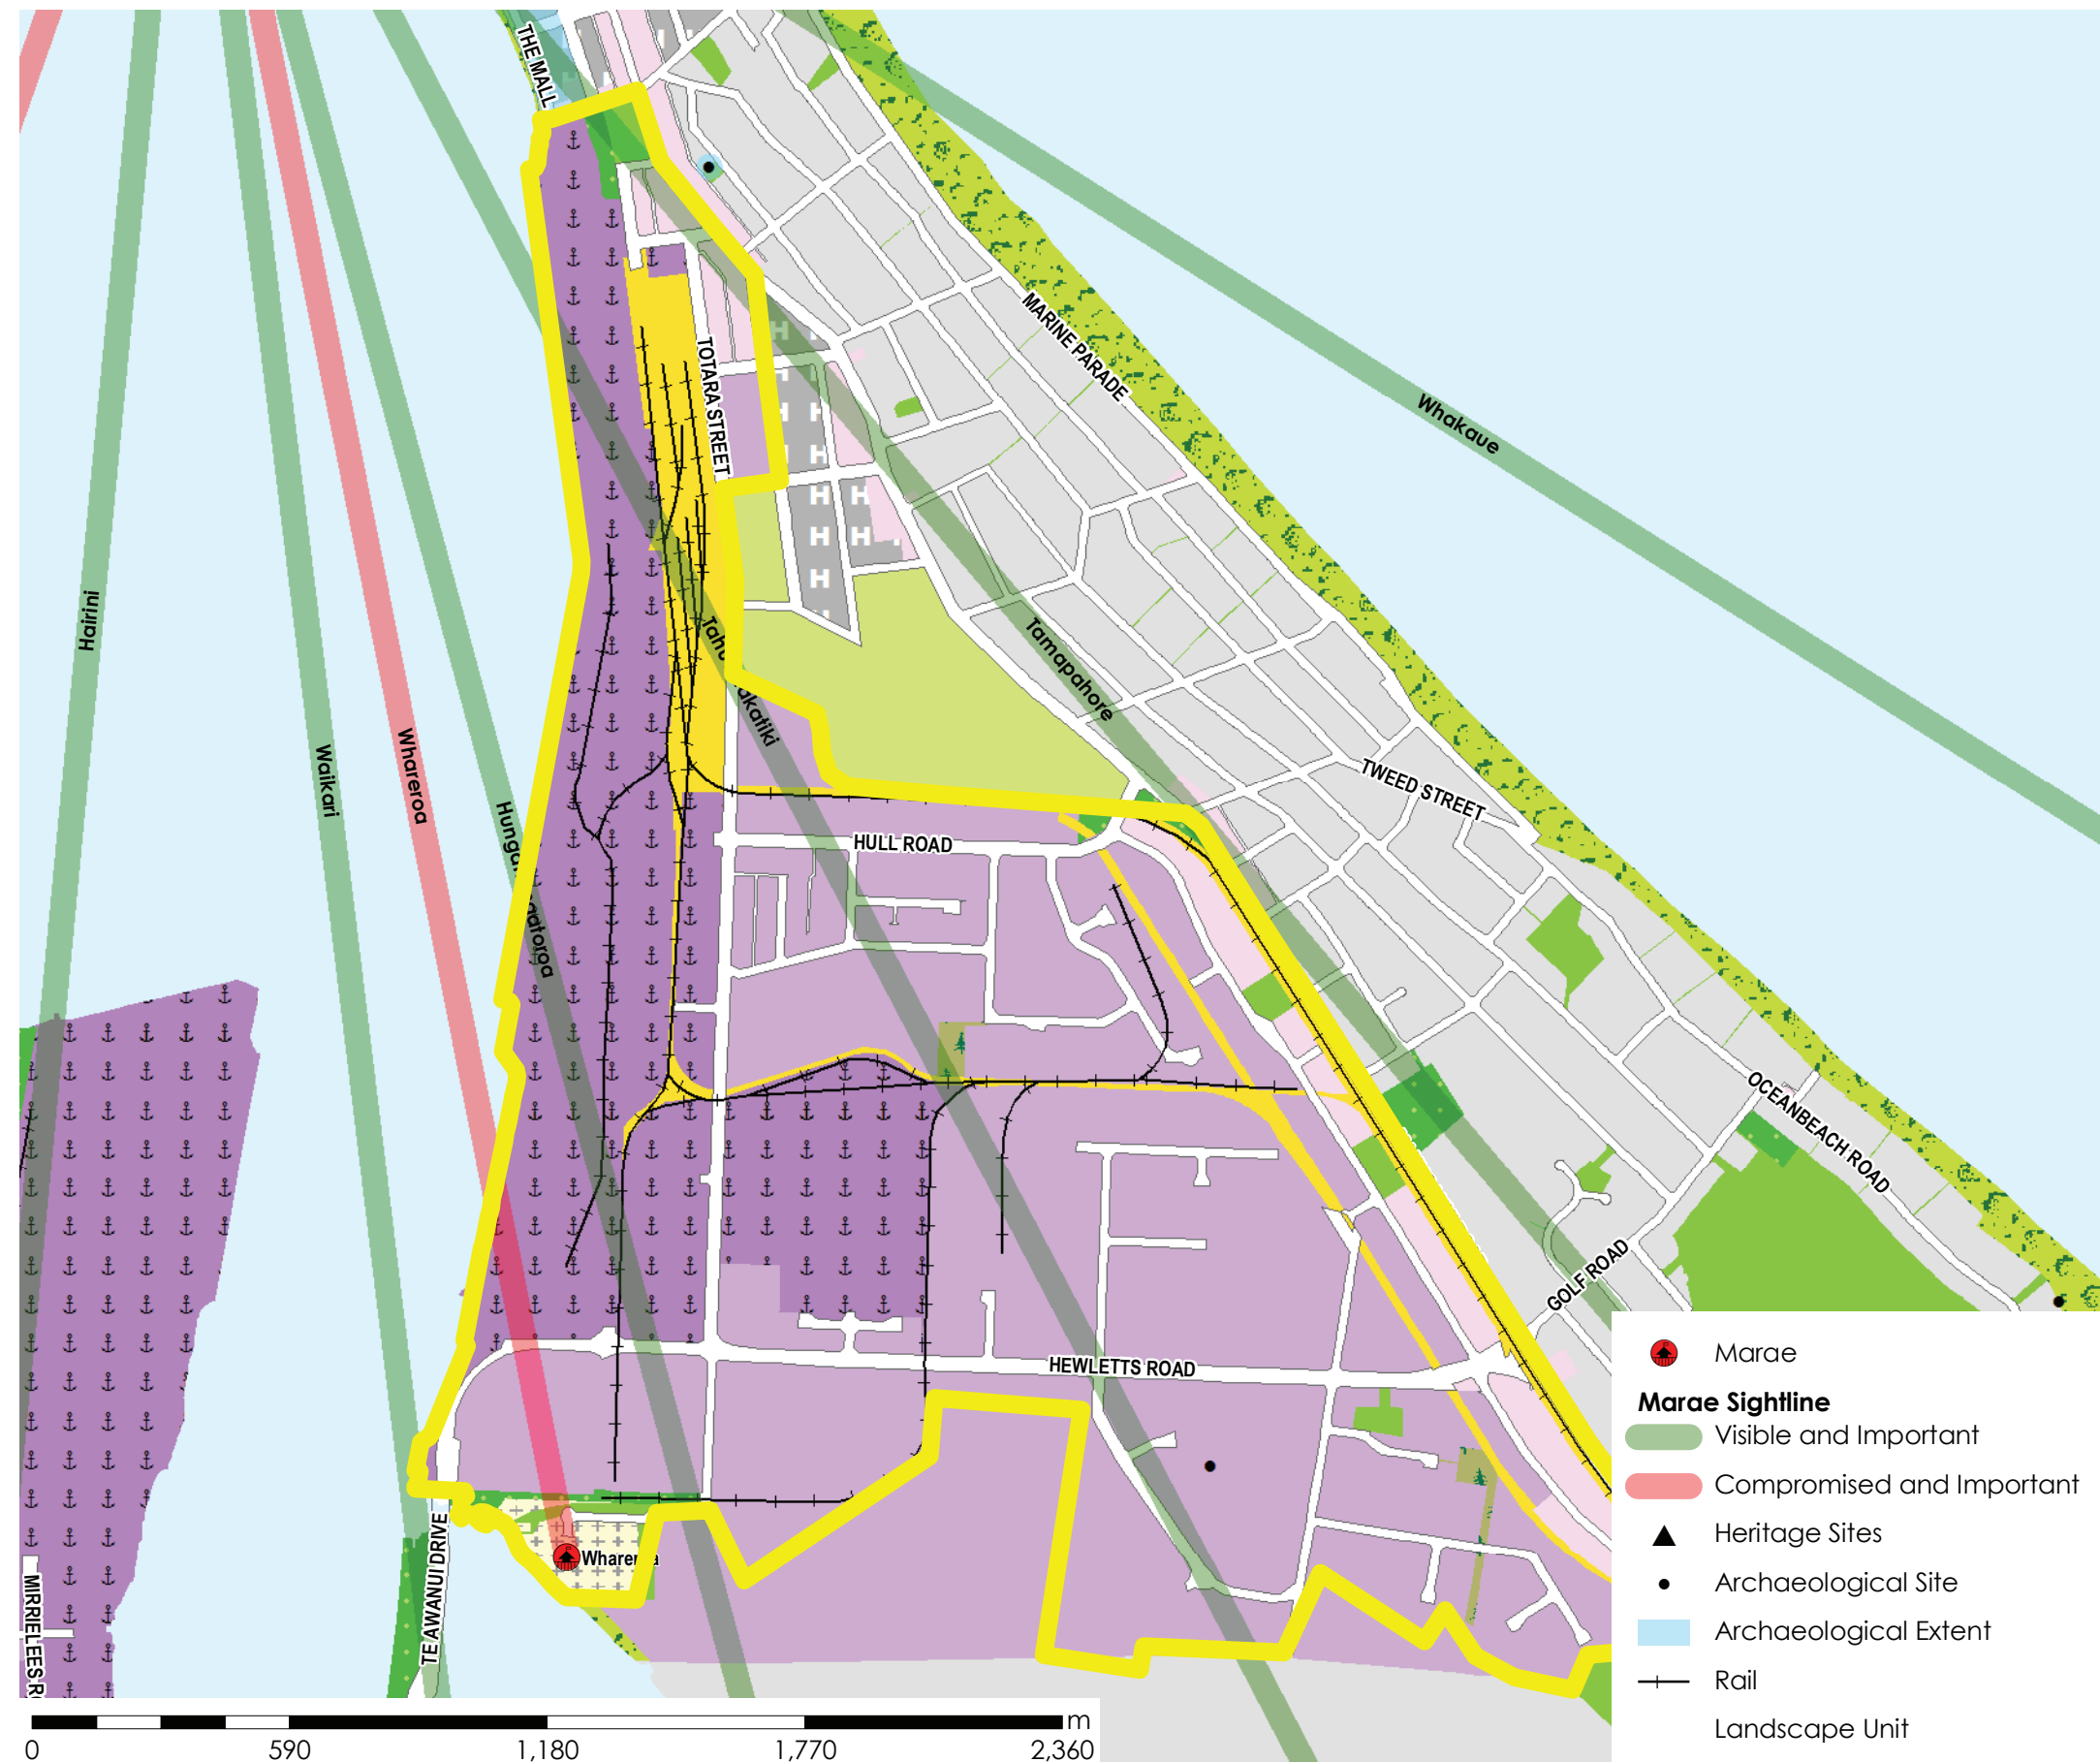 THE MALL
MARINE PARADE
Whakaue
TOTARA STREET
Hairini
Waikari
Whareroa
Tamapahore
TWEED STREET
HULL ROAD
OCEANBEACH ROAD
GOLF ROAD
HEWLETTS ROAD
TE AWANUI DRIVE
Marae
Marae Sightline
Visible and Important
Compromised and Important
Heritage Sites
Archaeological Site
Archaeological Extent
Rail
Landscape Unit
0 590 1,180 1,770 2,360 m